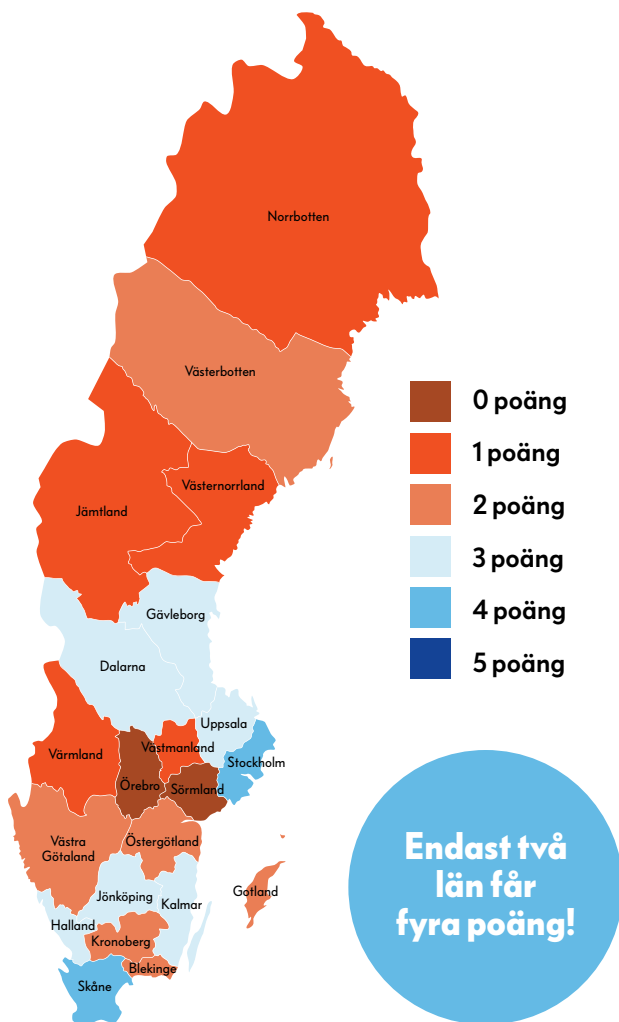 Norrbotten
Västerbotten
0 poäng
1 poäng
2 poäng
3 poäng
4 poäng
5 poäng
Västernorrland
Jämtland
Gävleborg
Dalarna
Uppsala
Värmland
Västmanland
Stockholm
Örebro
Sörmland
Västra
Götaland
Östergötland
Jönköping
Kalmar
Gotland
Halland
Kronoberg
Blekinge
Skåne
Endast två
län får
fyra poäng!